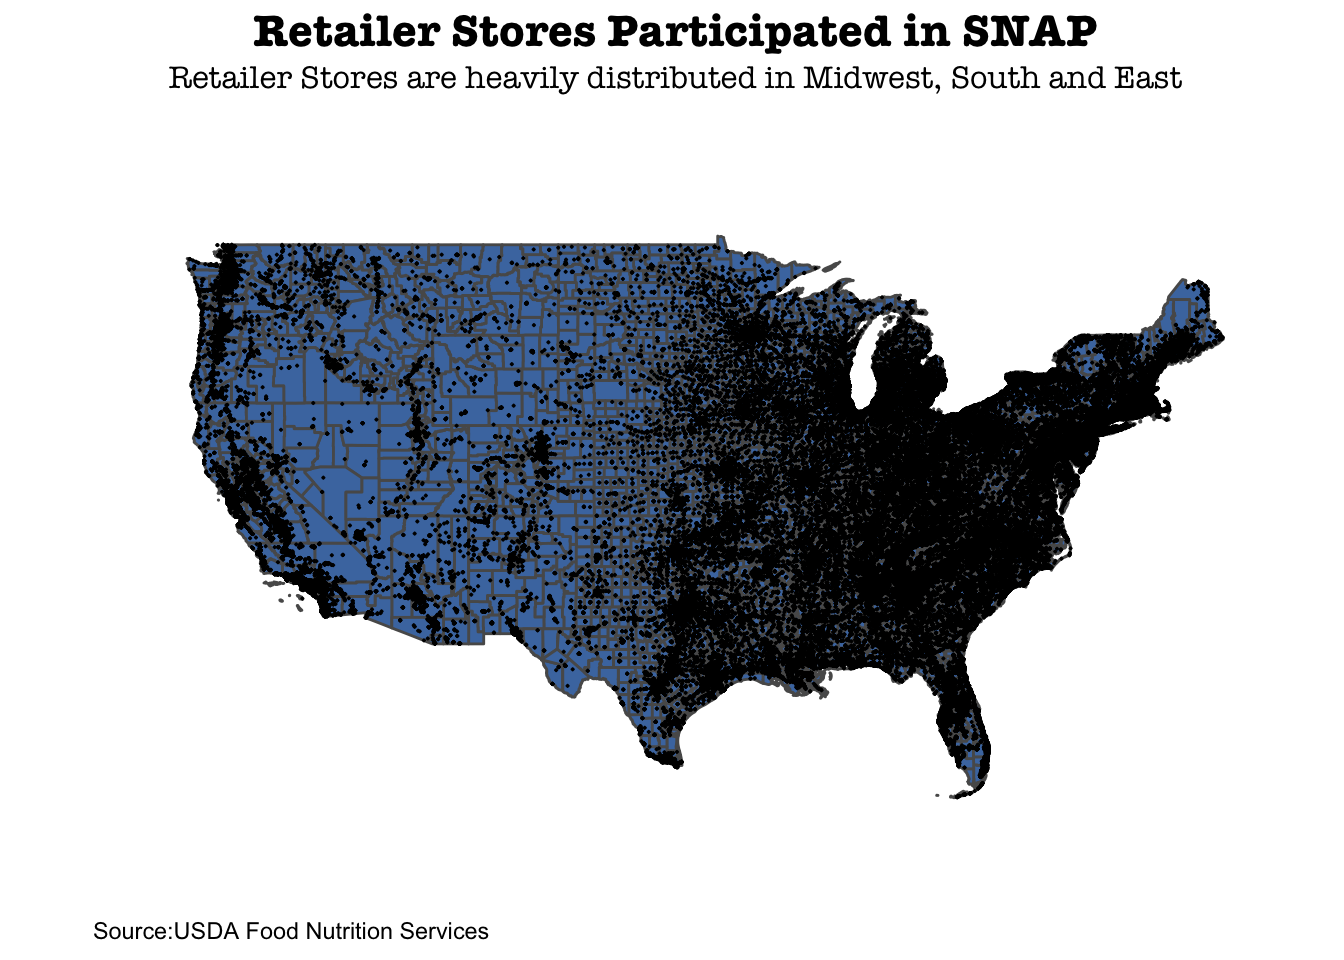 Retailer Stores Participated in SNAP
Retailer Stores are heavily distributed in Midwest, South and East
Source:USDA Food Nutrition Services